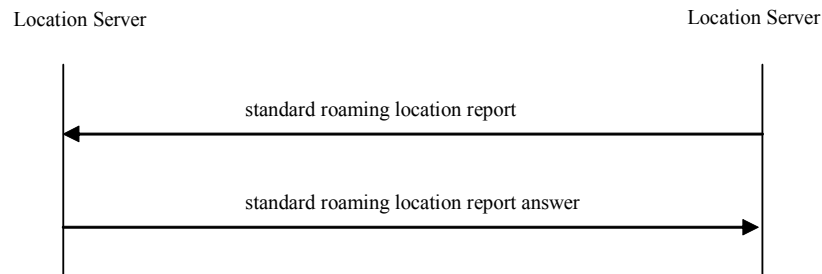 Location Server
Location Server
standard roaming location report
standard roaming location report answer